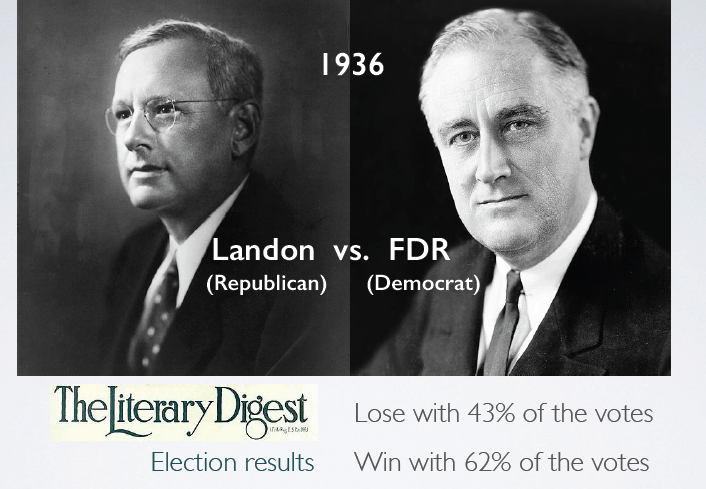 1936
Landon vs. FDR
(Republican) (Democrat)
The Literary Digest
Lose with 43% of the votes
Election results Win with 62% of the votes